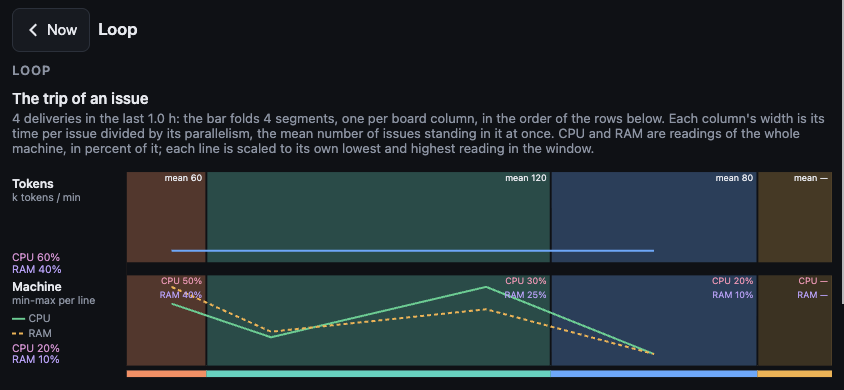 Now
Loop
LOOP
The trip of an issue
4 deliveries in the last 1.0 h: the bar folds 4 segments, one per board column, in the order of the rows below. Each column's width is its
time per issue divided by its parallelism, the mean number of issues standing in it at once. CPU and RAM are readings of the whole
machine, in percent of it; each line is scaled to its own lowest and highest reading in the window.
Tokens
k tokens / min
mean 60
mean 120
mean 80
mean —
CPU 60%
RAM 40%
Machine
min-max per line
CPU
RAM
CPU 20%
RAM 10%
CPU 50%
RAM 40%
CPU 30%
RAM 25%
CPU 20%
RAM 10%
CPU —
RAM —